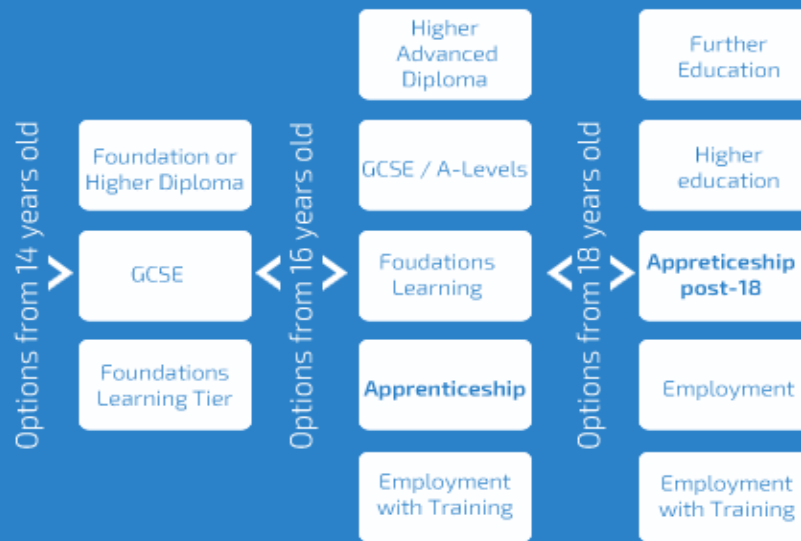 Options from 14 years old
Foundation or
Higher Diploma
GCSE
Foundations
Learning Tier
Options from 16 years old
Higher
Advanced
Diploma
GCSE / A-Levels
Foudations
Learning
Apprenticeship
Employment
with Training
Options from 18 years old
Further
Education
Higher
education
Appreticeship
post-18
Employment
Employment
with Training